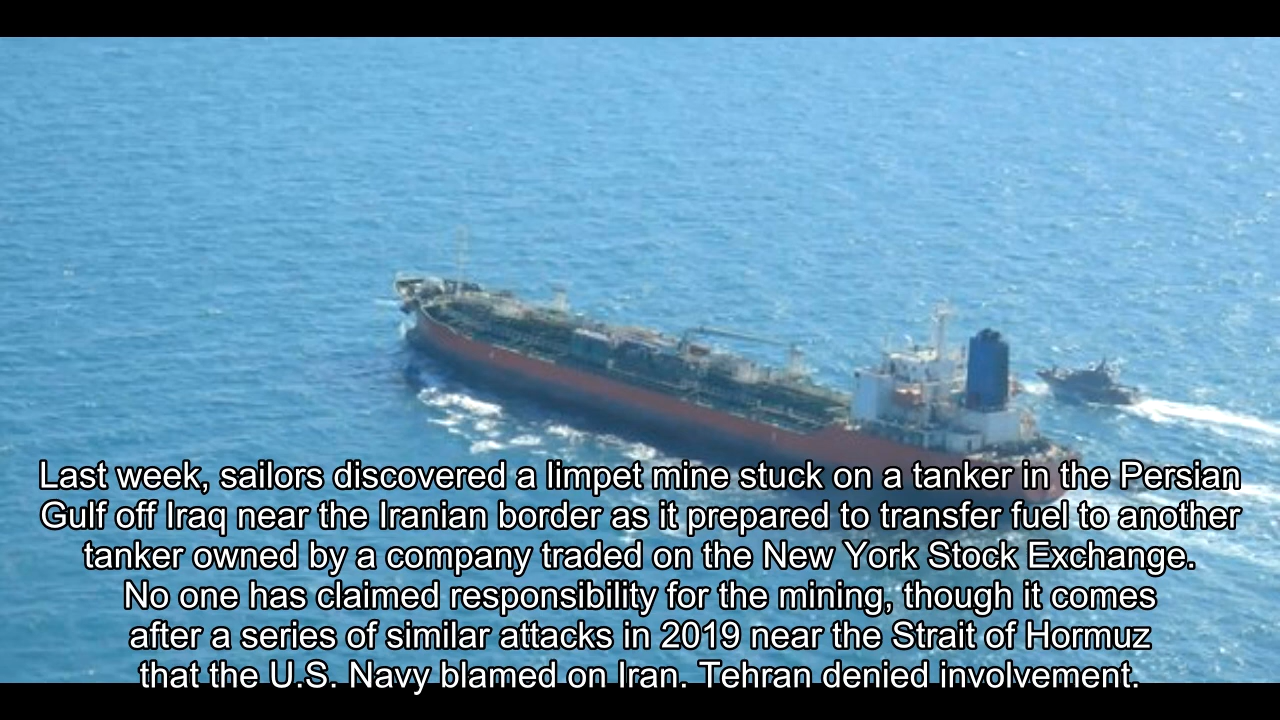 Last week, sailors discovered a limpet mine stuck on a tanker in the Persian
Gulf off Iraq near the Iranian border as it prepared to transfer fuel to another
tanker owned by a company traded on the New York Stock Exchange.
No one has claimed responsibility for the mining, though it comes
after a series of similar attacks in 2019 near the Strait of Hormuz
that the U.S. Navy blamed on Iran. Tehran denied involvement.